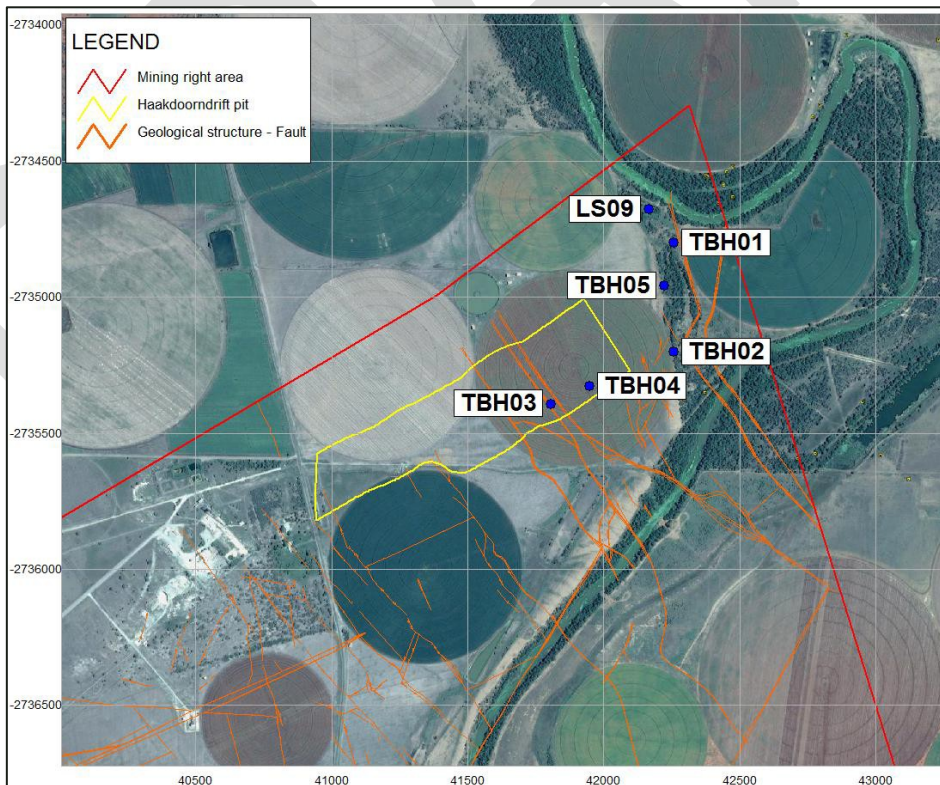 -2734000
LEGEND
Mining right area
Haakdoorndrift pit
Geological structure - Fault
-2734500
LS09
TBH01
TBH05
-2735000
TBH02
TBH04
TBH03
-2735500
-2736000
-2736500
40500 41000 41500 42000 42500 43000